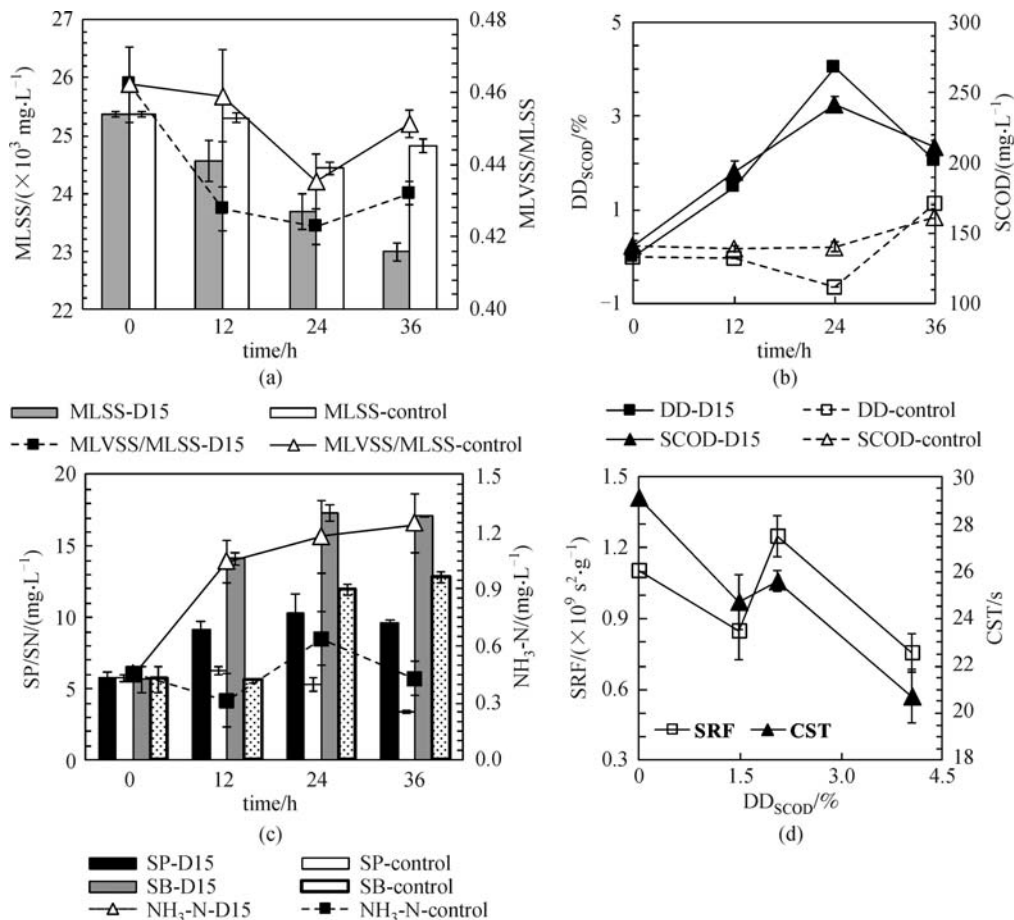 27
26
25
24
23
22
MLSS/(×10³ mg·L⁻¹)
0.48
0.46
0.44
0.42
0.40
MLVSS/MLSS
0 12 24 36
time/h
(a)
MLSS-D15 MLSS-control
MLVSS/MLSS-D15 MLVSS/MLSS-control
5
3
1
−1
DD_SCOD/%
300
250
200
150
100
SCOD/(mg·L⁻¹)
0 12 24 36
time/h
(b)
DD-D15 DD-control
SCOD-D15 SCOD-control
20
15
10
5
0
SP/SN/(mg·L⁻¹)
1.5
1.2
0.9
0.6
0.3
0.0
NH₃-N/(mg·L⁻¹)
0 12 24 36
time/h
(c)
SP-D15 SP-control
SB-D15 SB-control
NH₃-N-D15 NH₃-N-control
1.5
1.2
0.9
0.6
0.3
SRF/(×10⁹ s²·g⁻¹)
30
28
26
24
22
20
18
CST/s
SRF CST
0 1.5 3.0 4.5
DD_SCOD/%
(d)